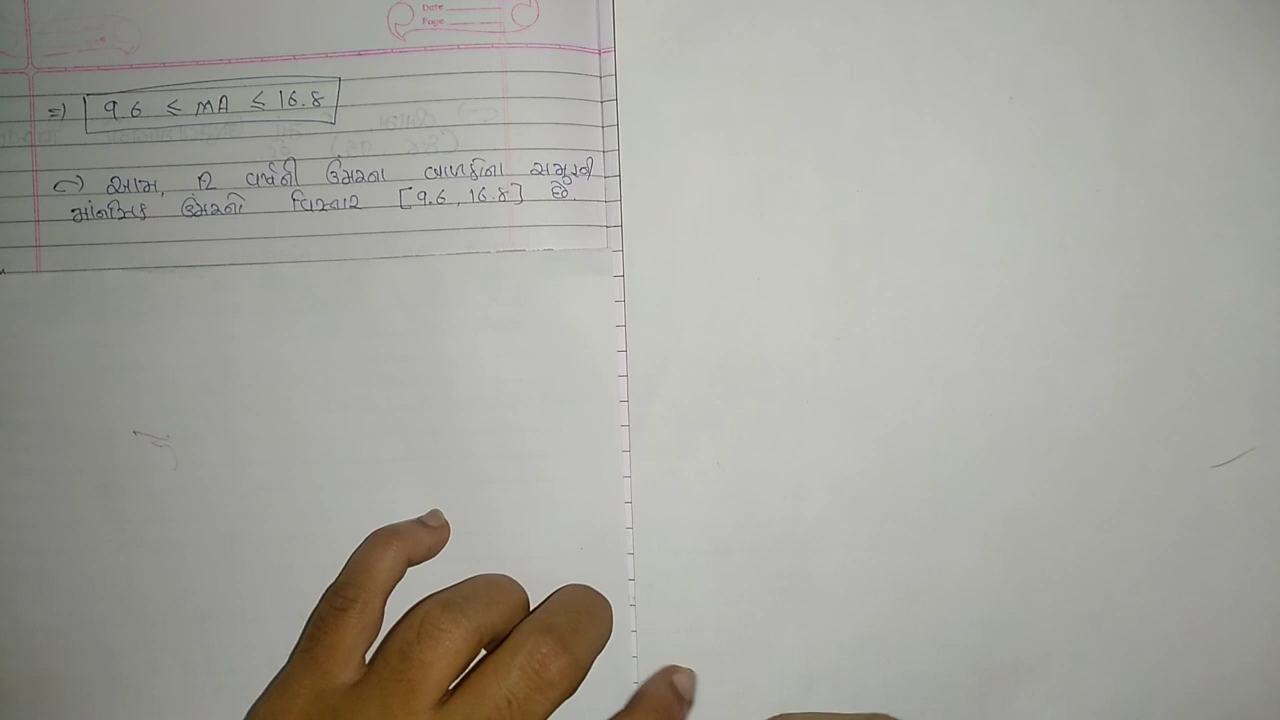 Date
Page
⇒ 9.6 ≤ MA ≤ 16.8
→ આમ, 12 વર્ષની ઉંમરના બાળકોના સમુહની
માનસિક ઉંમરનો વિસ્તાર [9.6, 16.8] છે.